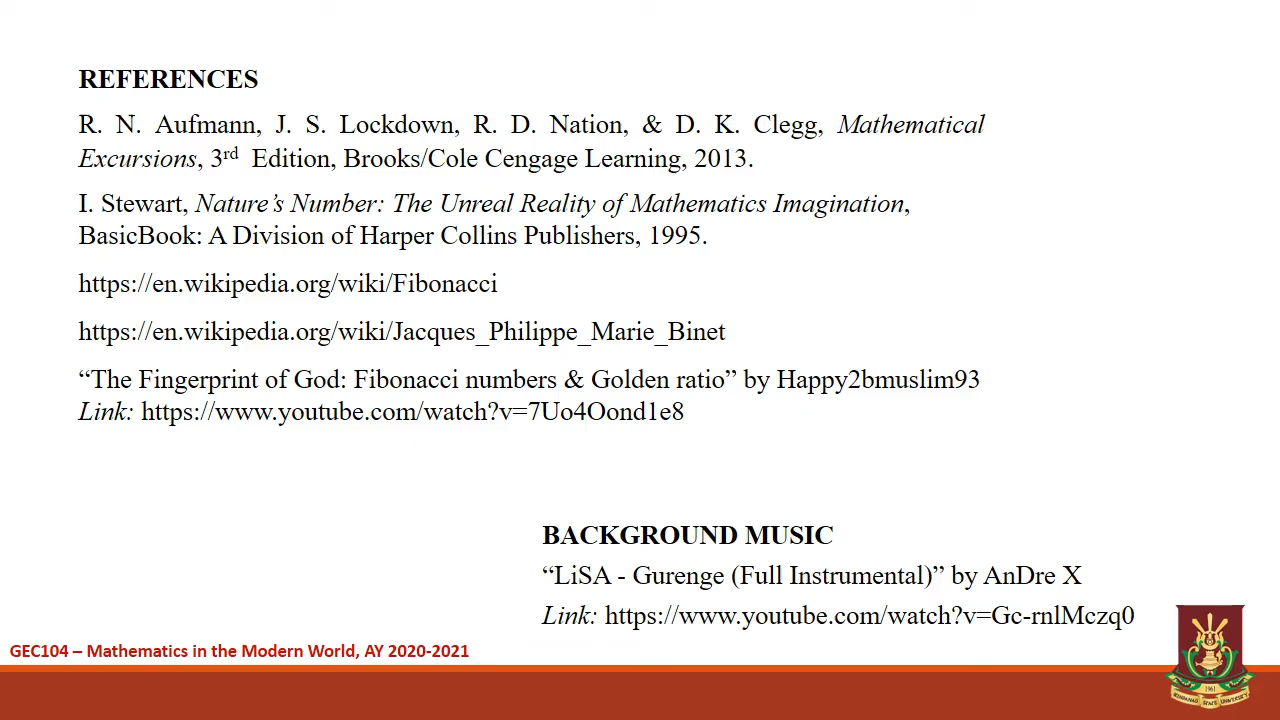 REFERENCES
R. N. Aufmann, J. S. Lockdown, R. D. Nation, & D. K. Clegg, Mathematical
Excursions, 3rd Edition, Brooks/Cole Cengage Learning, 2013.
I. Stewart, Nature’s Number: The Unreal Reality of Mathematics Imagination,
BasicBook: A Division of Harper Collins Publishers, 1995.
https://en.wikipedia.org/wiki/Fibonacci
https://en.wikipedia.org/wiki/Jacques_Philippe_Marie_Binet
“The Fingerprint of God: Fibonacci numbers & Golden ratio” by Happy2bmuslim93
Link: https://www.youtube.com/watch?v=7Uo4Oond1e8
BACKGROUND MUSIC
“LiSA - Gurenge (Full Instrumental)” by AnDre X
Link: https://www.youtube.com/watch?v=Gc-rnlMczq0
GEC104 – Mathematics in the Modern World, AY 2020-2021
1961
MINDANAO STATE UNIVERSITY